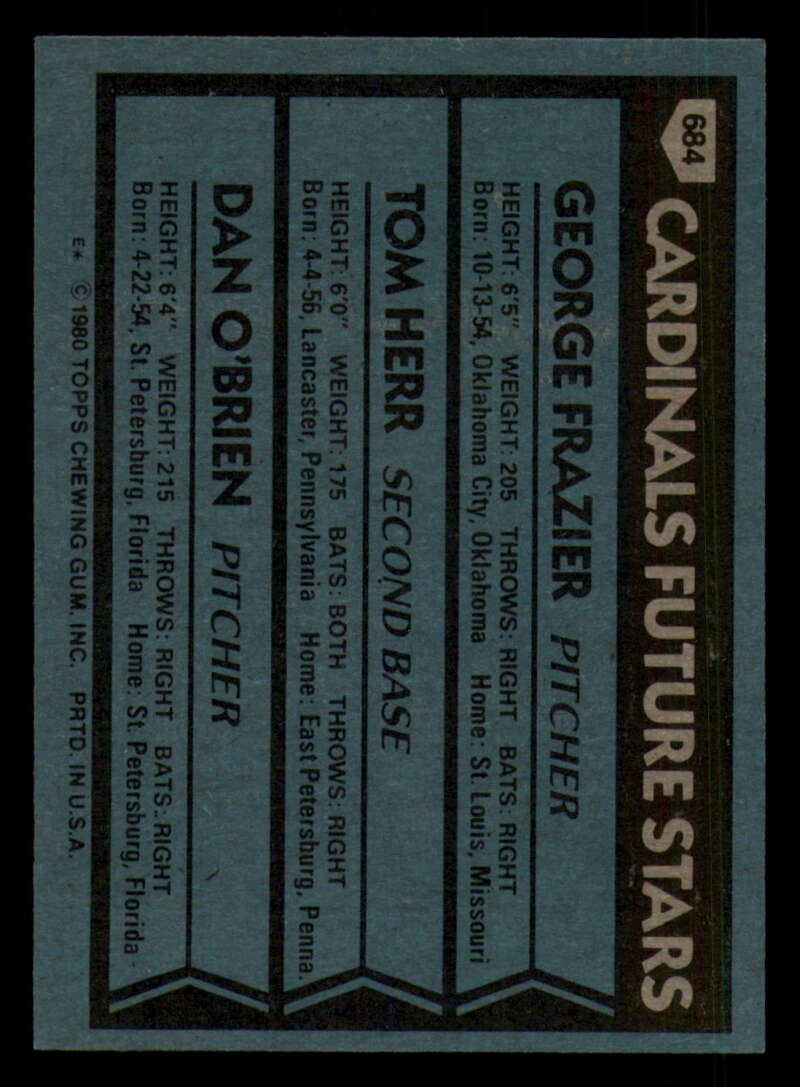 684
CARDINALS FUTURE STARS
GEORGE FRAZIER PITCHER
HEIGHT: 6'5" WEIGHT: 205 THROWS: RIGHT BATS: RIGHT
Born: 10-13-54, Oklahoma City, Oklahoma Home: St. Louis, Missouri
TOM HERR SECOND BASE
HEIGHT: 6'0" WEIGHT: 175 BATS: BOTH THROWS: RIGHT
Born: 4-4-56, Lancaster, Pennsylvania Home: East Petersburg, Penna.
DAN O'BRIEN PITCHER
HEIGHT: 6'4" WEIGHT: 215 THROWS: RIGHT BATS: RIGHT
Born: 4-22-54, St. Petersburg, Florida Home: St. Petersburg, Florida
E* ©1980 TOPPS CHEWING GUM, INC. PRTD. IN U.S.A.